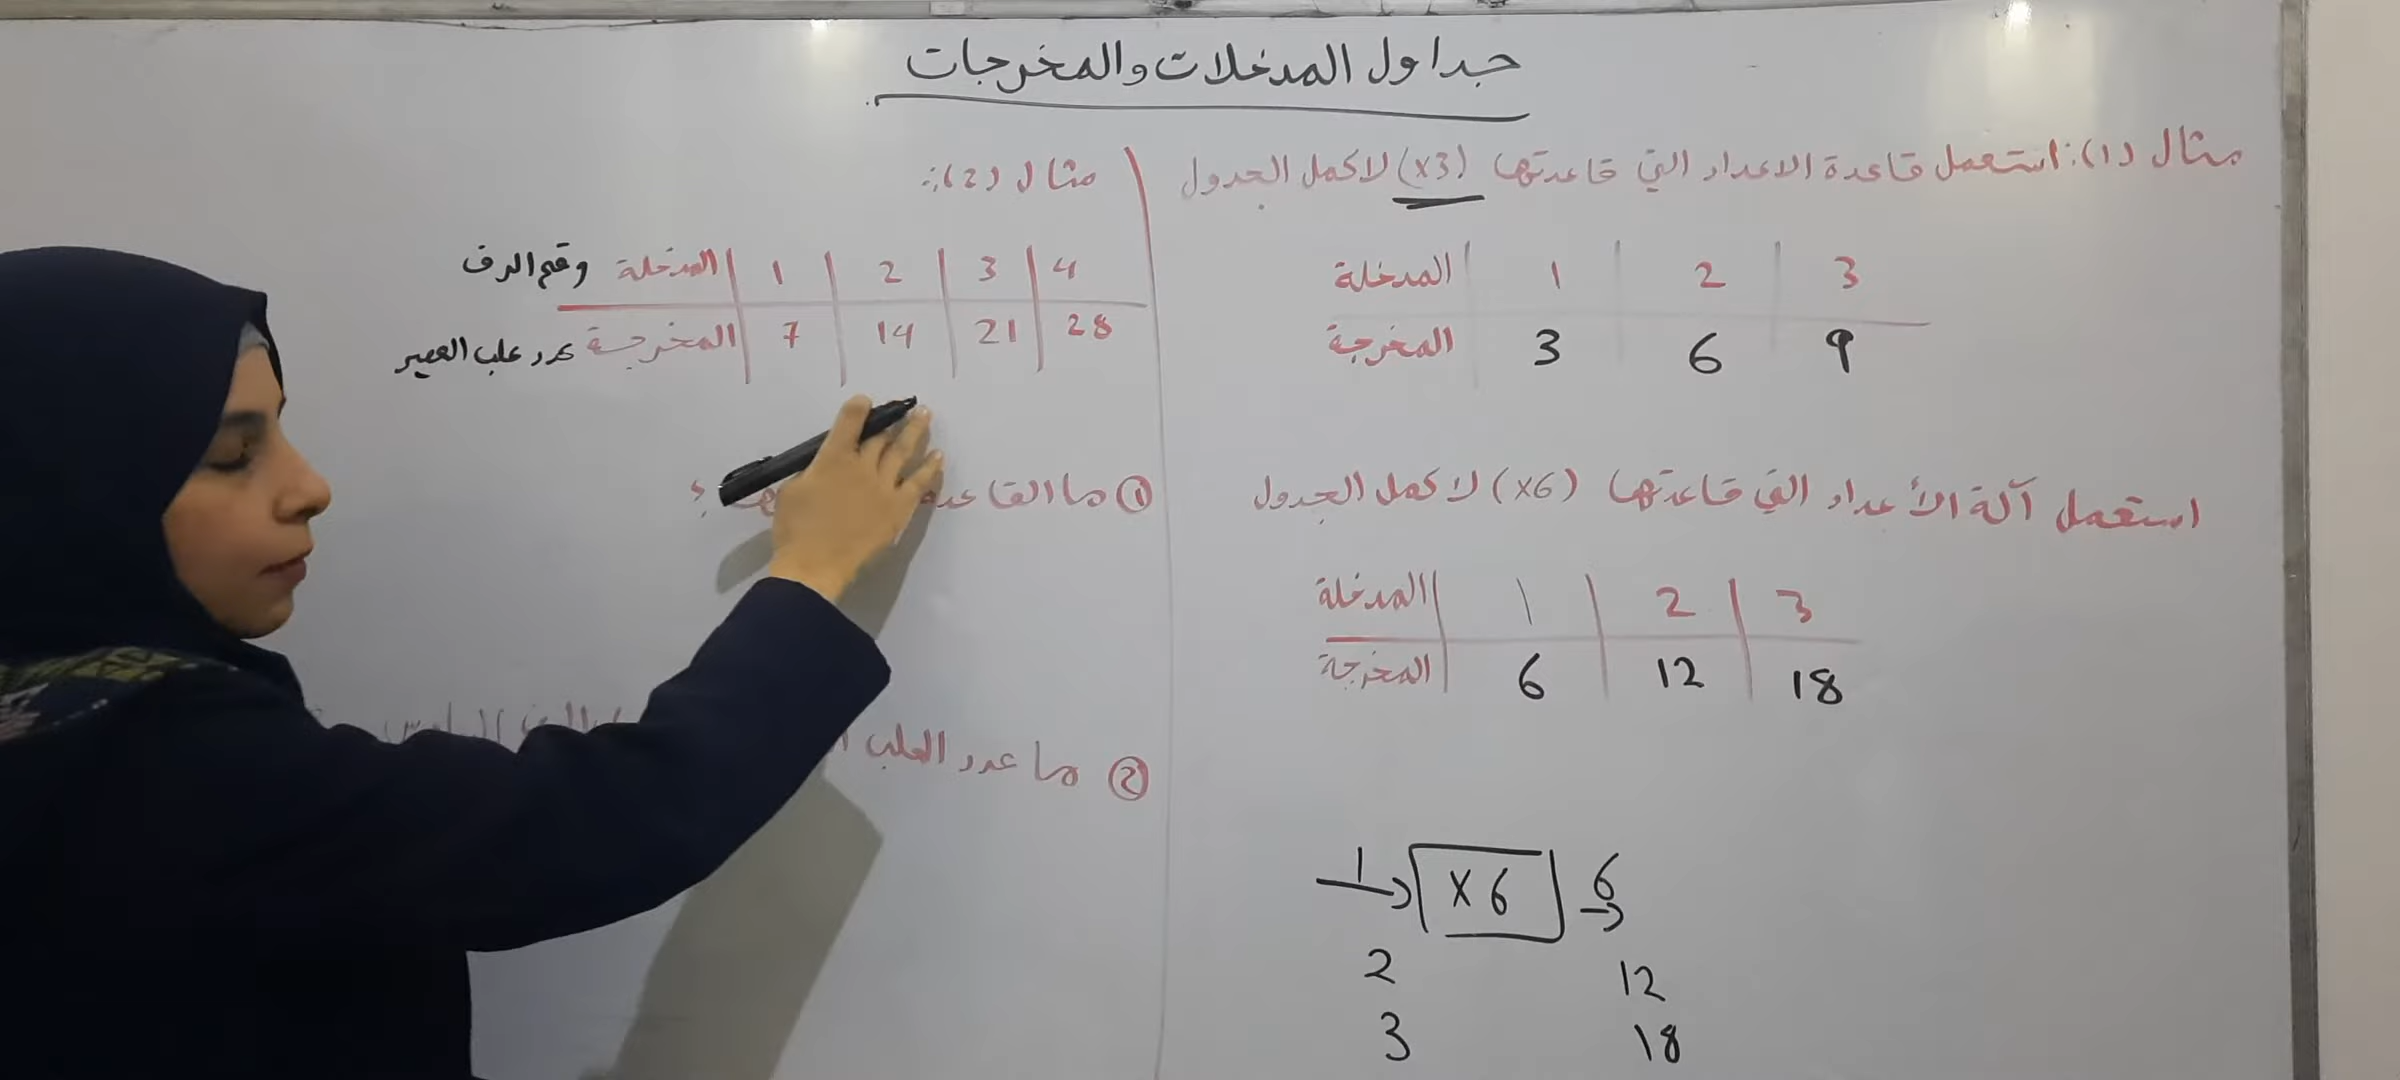 جداول المدخلات والمخرجات
مثال (1): استعمل قاعدة الاعداد التي قاعدتها (x3) لاكمل الجدول
المدخلة 1 2 3
المخرجة 3 6 9
استعمل آلة الأعداد التي قاعدتها (x6) لاكمل الجدول
المدخلة 1 2 3
المخرجة 6 12 18
1 x 6 6
2 12
3 18
مثال (2):
رقم الرف المدخلة 1 2 3 4
عدد علب العصير المخرجة 7 14 21 28
① ما
② ما عدد العلب السادس